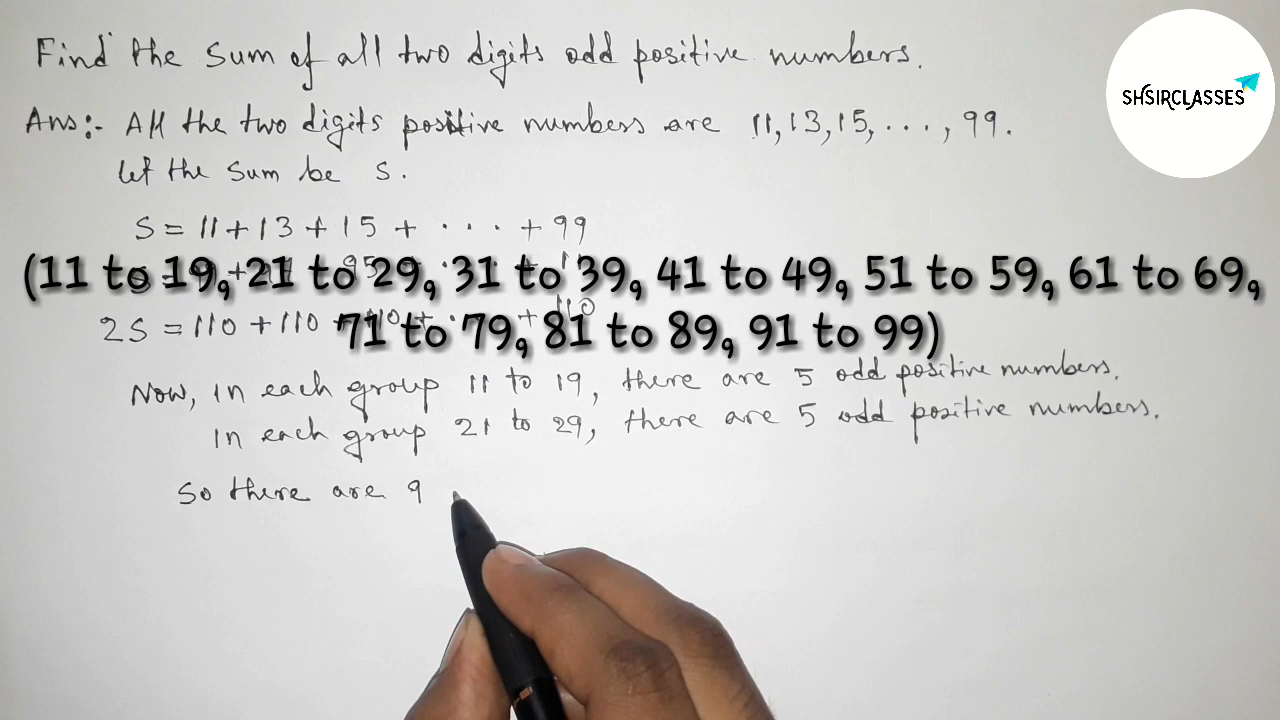 Find the sum of all two digits odd positive numbers.
SHSIRCLASSES
Ans:- All the two digits positive numbers are 11, 13, 15, ..., 99.
let the sum be S.
S = 11 + 13 + 15 + ... + 99
(11 to 19, 21 to 29, 31 to 39, 41 to 49, 51 to 59, 61 to 69,
71 to 79, 81 to 89, 91 to 99)
2S = 110 + 110 + 110 + ... + 110
Now, in each group 11 to 19, there are 5 odd positive numbers.
in each group 21 to 29, there are 5 odd positive numbers.
So there are 9